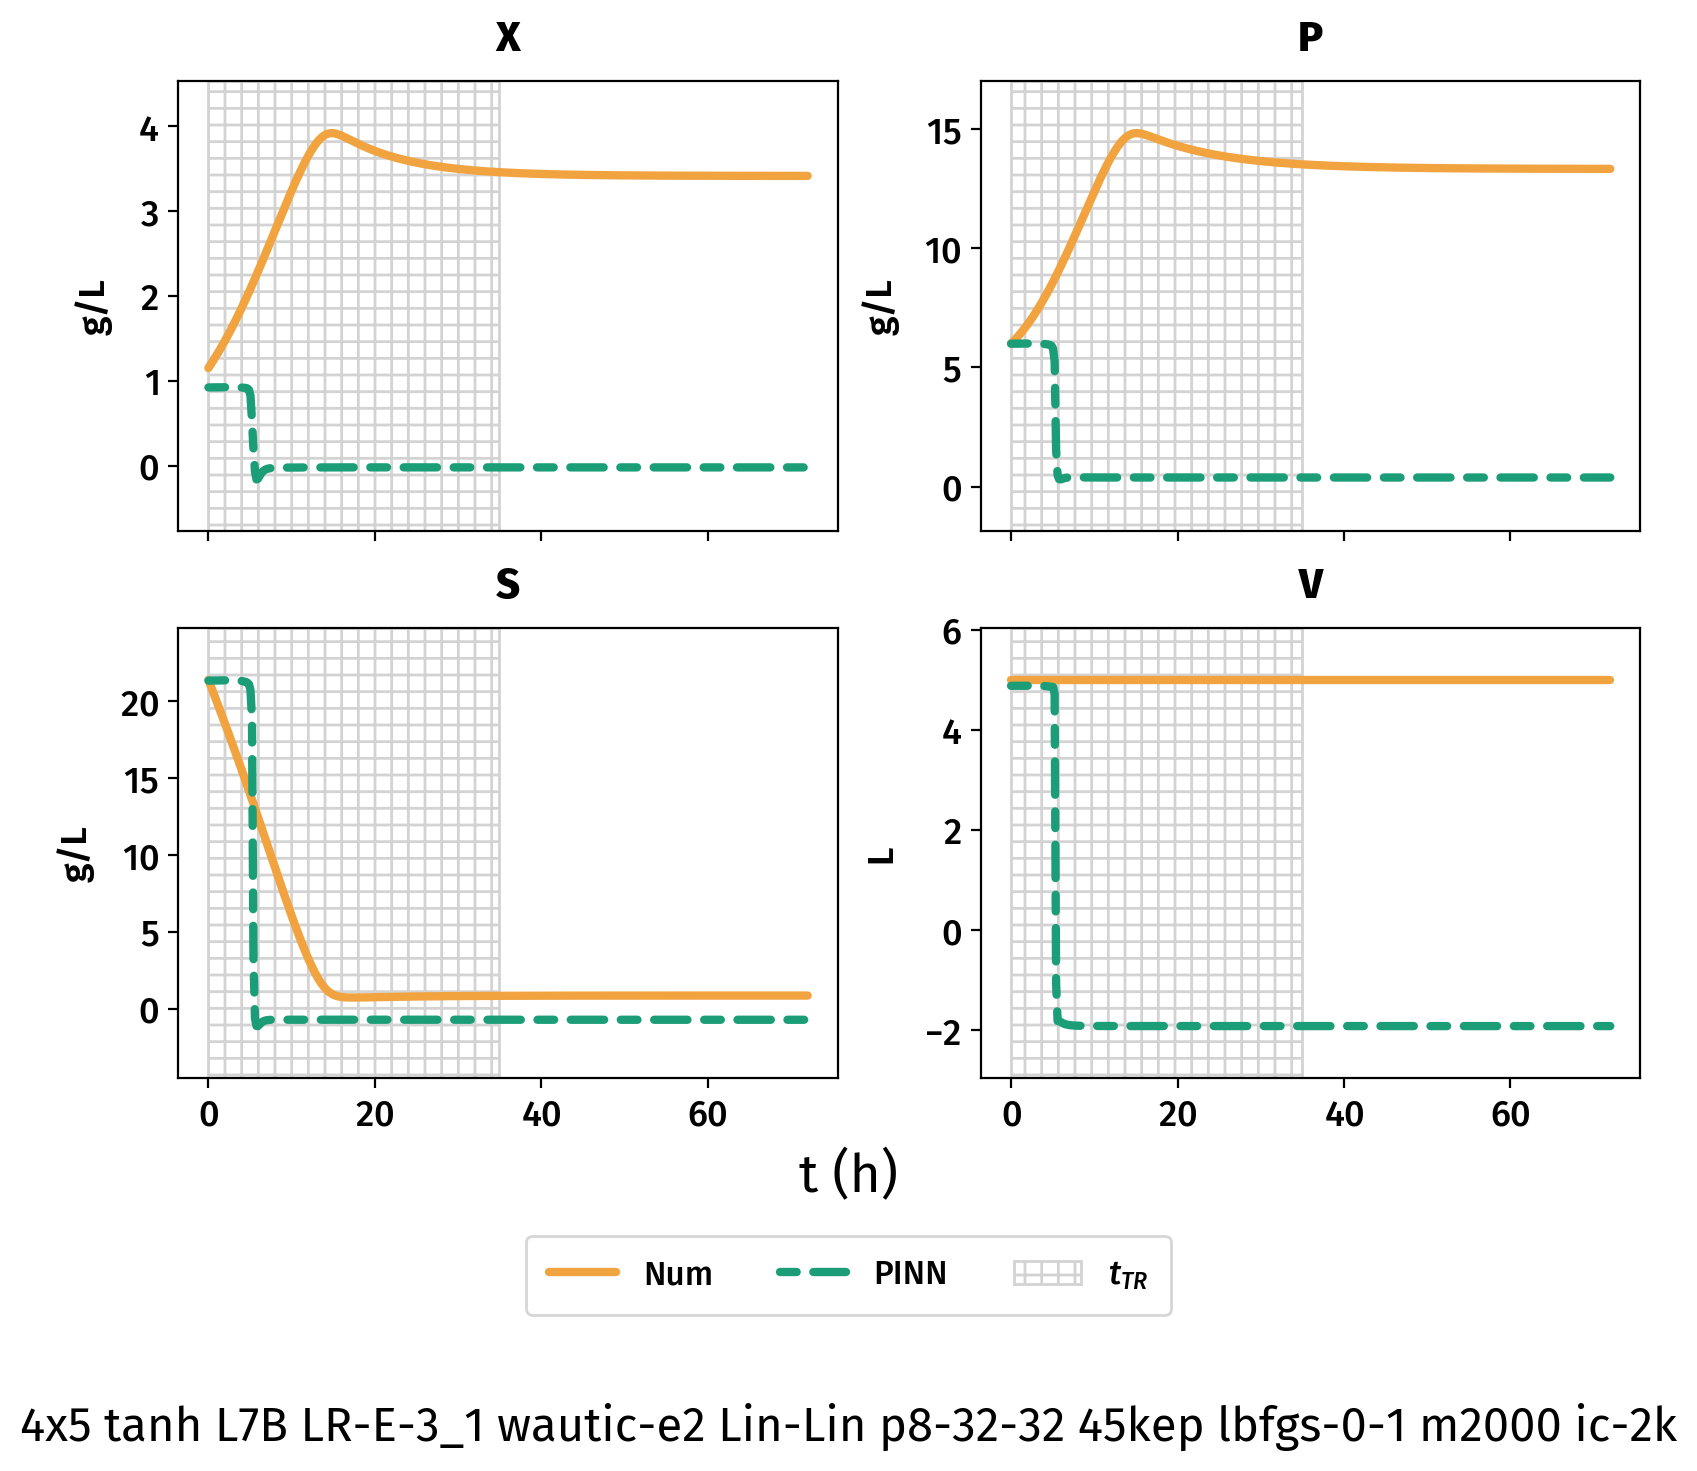 X
P
4
3
2
1
0
g/L
15
10
5
0
g/L
S
V
20
15
10
5
0
g/L
6
4
2
0
−2
L
0 20 40 60
0 20 40 60
t (h)
Num PINN tTR
4x5 tanh L7B LR-E-3_1 wautic-e2 Lin-Lin p8-32-32 45kep lbfgs-0-1 m2000 ic-2k